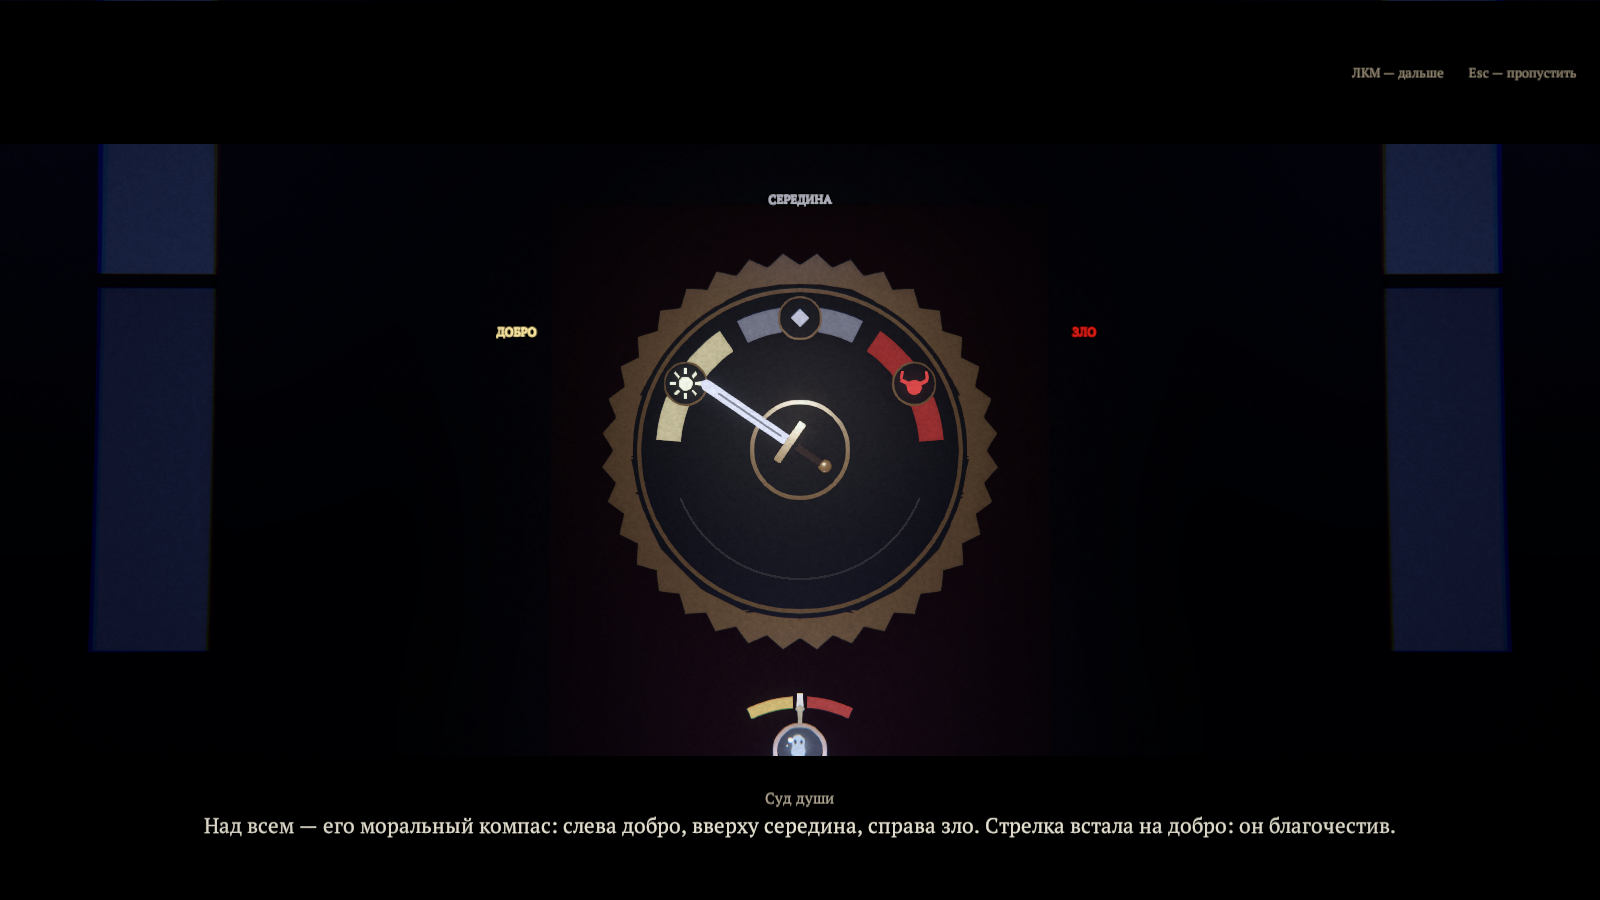 ЛКМ — дальше Esc — пропустить
СЕРЕДИНА
ДОБРО
ЗЛО
Суд души
Над всем — его моральный компас: слева добро, вверху середина, справа зло. Стрелка встала на добро: он благочестив.